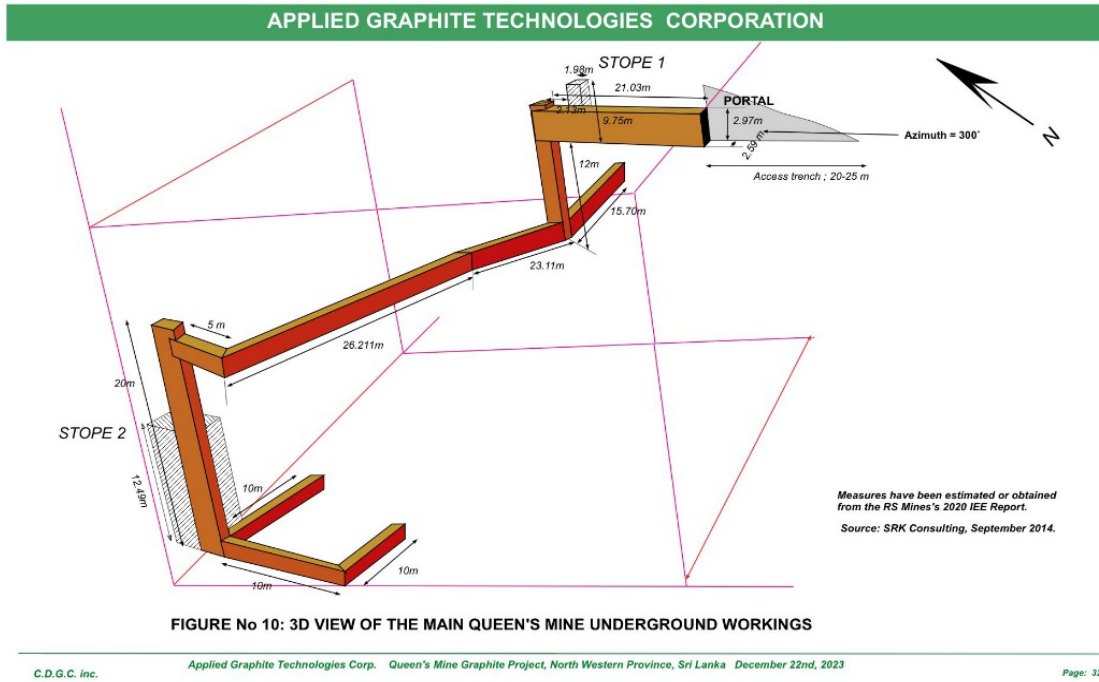 APPLIED GRAPHITE TECHNOLOGIES CORPORATION
STOPE 1
1.98m
21.03m
PORTAL
2.13m
9.75m
2.97m
Azimuth = 300°
2.59 m
N
12m
Access trench ; 20-25 m
15.70m
23.11m
5 m
26.211m
20m
STOPE 2
12.49m
10m
10m
10m
Measures have been estimated or obtained
from the RS Mines's 2020 IEE Report.
Source: SRK Consulting, September 2014.
FIGURE No 10: 3D VIEW OF THE MAIN QUEEN'S MINE UNDERGROUND WORKINGS
C.D.G.C. inc.
Applied Graphite Technologies Corp. Queen's Mine Graphite Project, North Western Province, Sri Lanka December 22nd, 2023
Page: 32